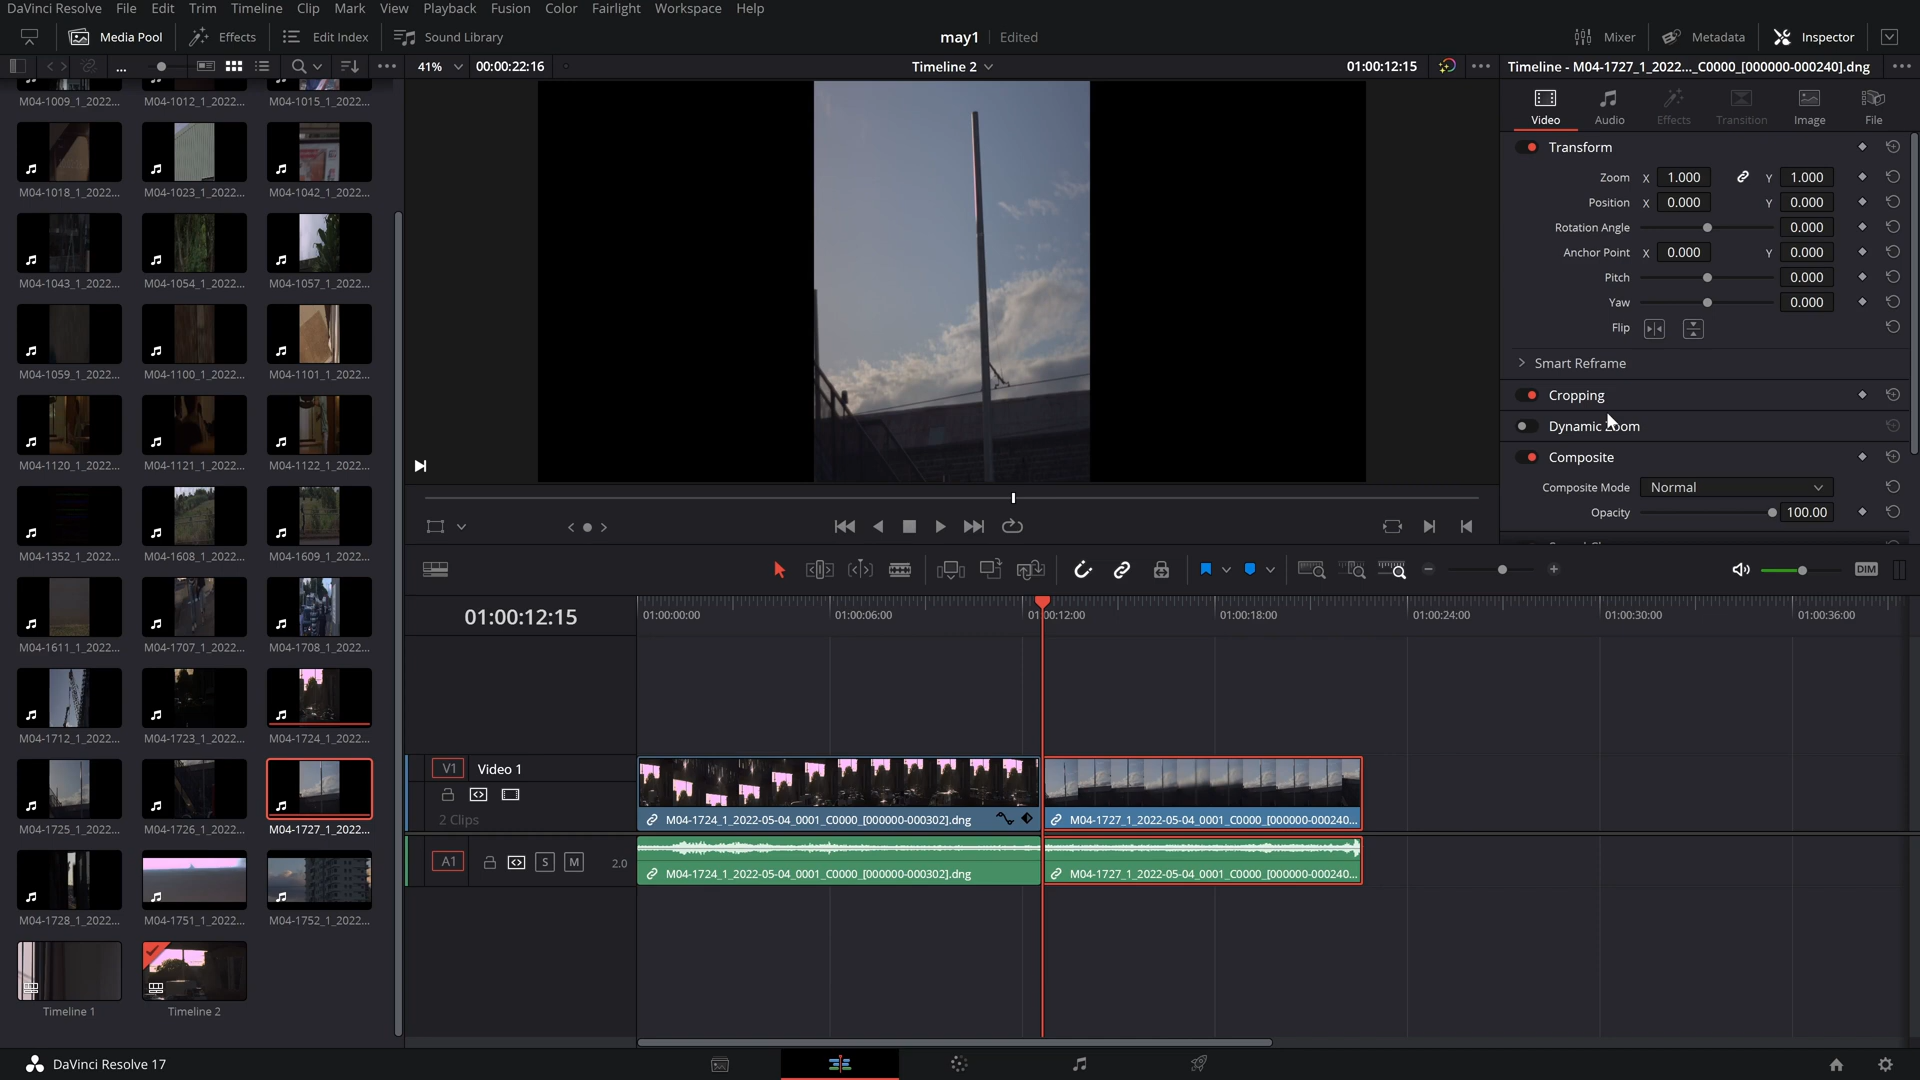 DaVinci Resolve File Edit Trim Timeline Clip Mark View Playback Fusion Color Fairlight Workspace Help
Media Pool Effects Edit Index Sound Library may1 Edited Mixer Metadata Inspector
41% 00:00:22:16 Timeline 2 01:00:12:15 Timeline - M04-1727_1_2022..._C0000_[000000-000240].dng
M04-1009_1_2022... M04-1012_1_2022... M04-1015_1_2022...
M04-1018_1_2022... M04-1023_1_2022... M04-1042_1_2022...
M04-1043_1_2022... M04-1054_1_2022... M04-1057_1_2022...
M04-1059_1_2022... M04-1100_1_2022... M04-1101_1_2022...
M04-1120_1_2022... M04-1121_1_2022... M04-1122_1_2022...
M04-1352_1_2022... M04-1608_1_2022... M04-1609_1_2022...
M04-1611_1_2022... M04-1707_1_2022... M04-1708_1_2022...
M04-1712_1_2022... M04-1723_1_2022... M04-1724_1_2022...
M04-1725_1_2022... M04-1726_1_2022... M04-1727_1_2022...
M04-1728_1_2022... M04-1751_1_2022... M04-1752_1_2022...
Timeline 1 Timeline 2
Video Audio Effects Transition Image File
Transform
Zoom X 1.000 Y 1.000
Position X 0.000 Y 0.000
Rotation Angle 0.000
Anchor Point X 0.000 Y 0.000
Pitch 0.000
Yaw 0.000
Flip
Smart Reframe
Cropping
Dynamic Zoom
Composite
Composite Mode Normal
Opacity 100.00
DIM
01:00:12:15
01:00:00:00 01:00:06:00 01:00:12:00 01:00:18:00 01:00:24:00 01:00:30:00 01:00:36:00
V1 Video 1
2 Clips
M04-1724_1_2022-05-04_0001_C0000_[000000-000302].dng M04-1727_1_2022-05-04_0001_C0000_[000000-000240...
A1 S M 2.0
M04-1724_1_2022-05-04_0001_C0000_[000000-000302].dng M04-1727_1_2022-05-04_0001_C0000_[000000-000240...
DaVinci Resolve 17